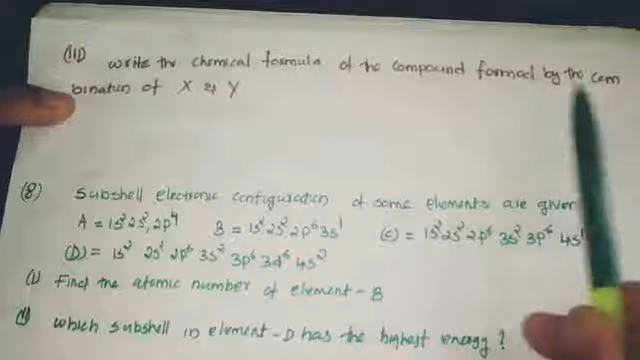 (III) write the chemical formula of the compound formed by the com
bination of X & Y
(8) Subshell electronic configuration of some elements are given
A = 1s² 2s², 2p⁴ B = 1s² 2s² 2p⁶ 3s¹ (C) = 1s² 2s² 2p⁶ 3s² 3p⁶ 4s¹
(D) = 1s² 2s² 2p⁶ 3s² 3p⁶ 3d⁶ 4s²
(I) Find the atomic number of element - B
(II) which subshell in element - D has the highest energy?